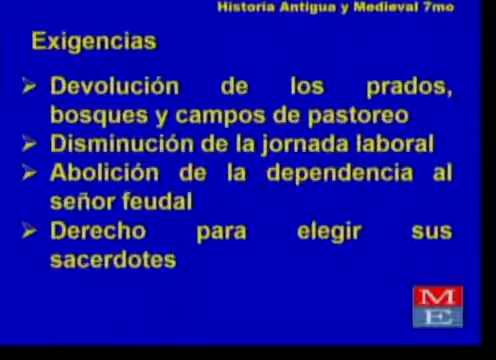 Historia Antigua y Medieval 7mo
Exigencias
➢ Devolución de los prados,
bosques y campos de pastoreo
➢ Disminución de la jornada laboral
➢ Abolición de la dependencia al
señor feudal
➢ Derecho para elegir sus
sacerdotes
ME